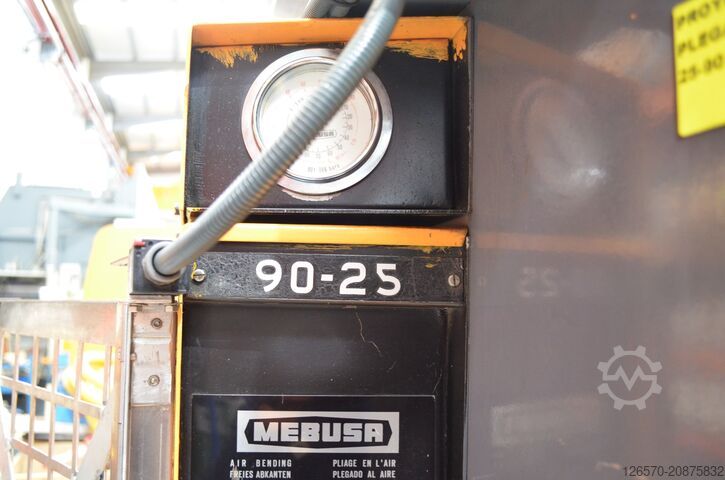 PROY
PLEGA
25-90
MEBUSA
90-25
MEBUSA
AIR BENDING PLIAGE EN L'AIR
FREIES ABKANTEN PLEGADO AL AIRE
126570-20875832